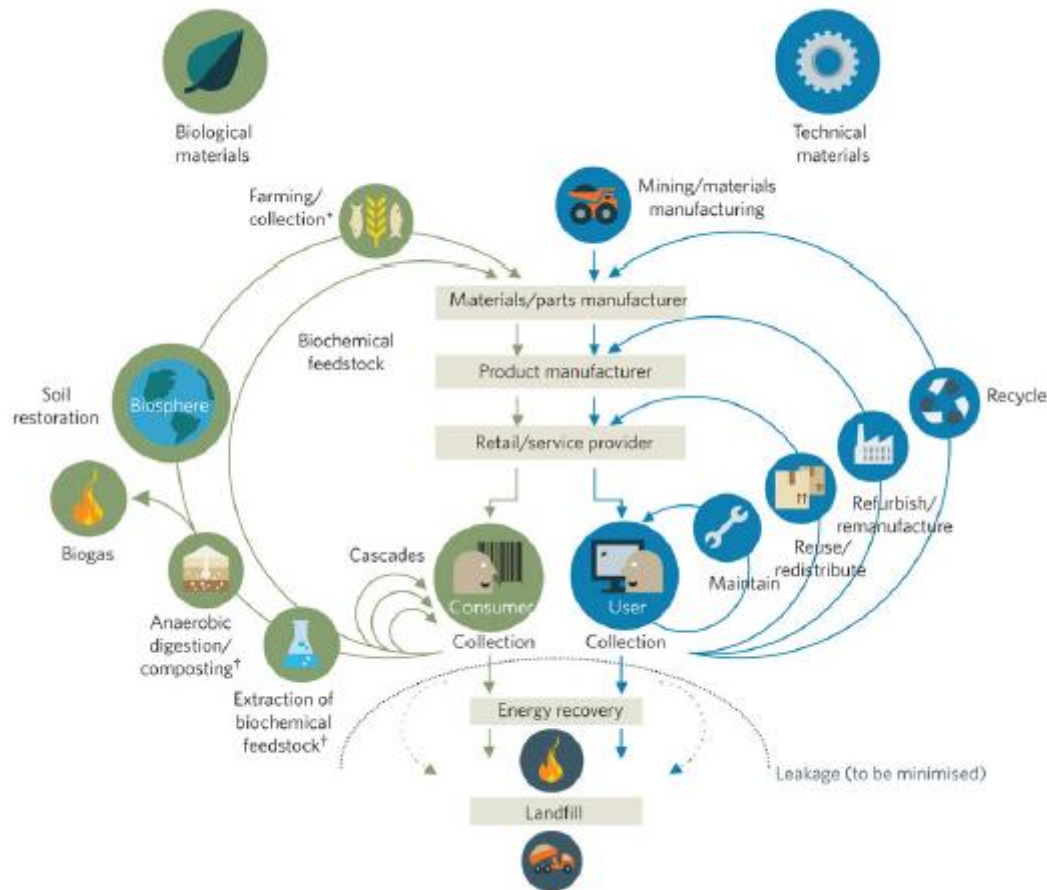 Biological
materials
Technical
materials
Farming/
collection*
Mining/materials
manufacturing
Materials/parts manufacturer
Biochemical
feedstock
Product manufacturer
Soil
restoration
Biosphere
Recycle
Retail/service provider
Biogas
Refurbish/
remanufacture
Reuse/
redistribute
Cascades
Maintain
Consumer
User
Collection
Collection
Anaerobic
digestion/
composting†
Extraction of
biochemical
feedstock†
Energy recovery
Leakage (to be minimised)
Landfill